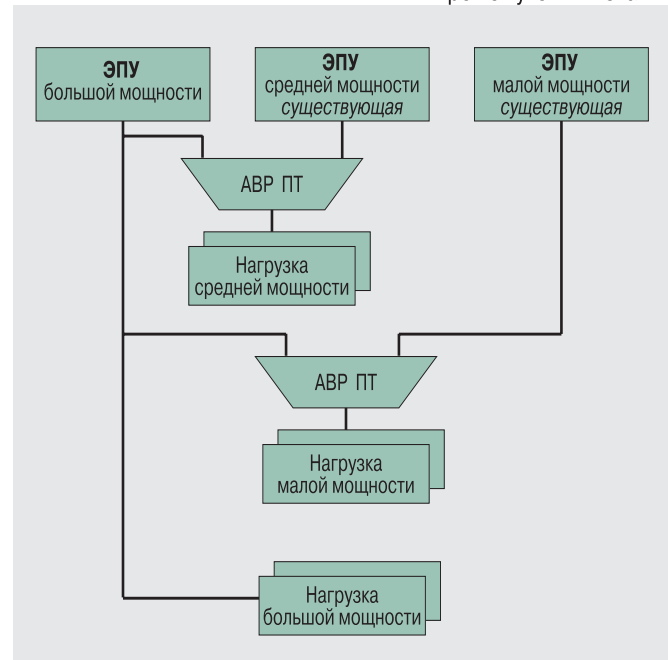 ЭПУ
большой мощности
ЭПУ
средней мощности
существующая
ЭПУ
малой мощности
существующая
АВР ПТ
Нагрузка
средней мощности
АВР ПТ
Нагрузка
малой мощности
Нагрузка
большой мощности